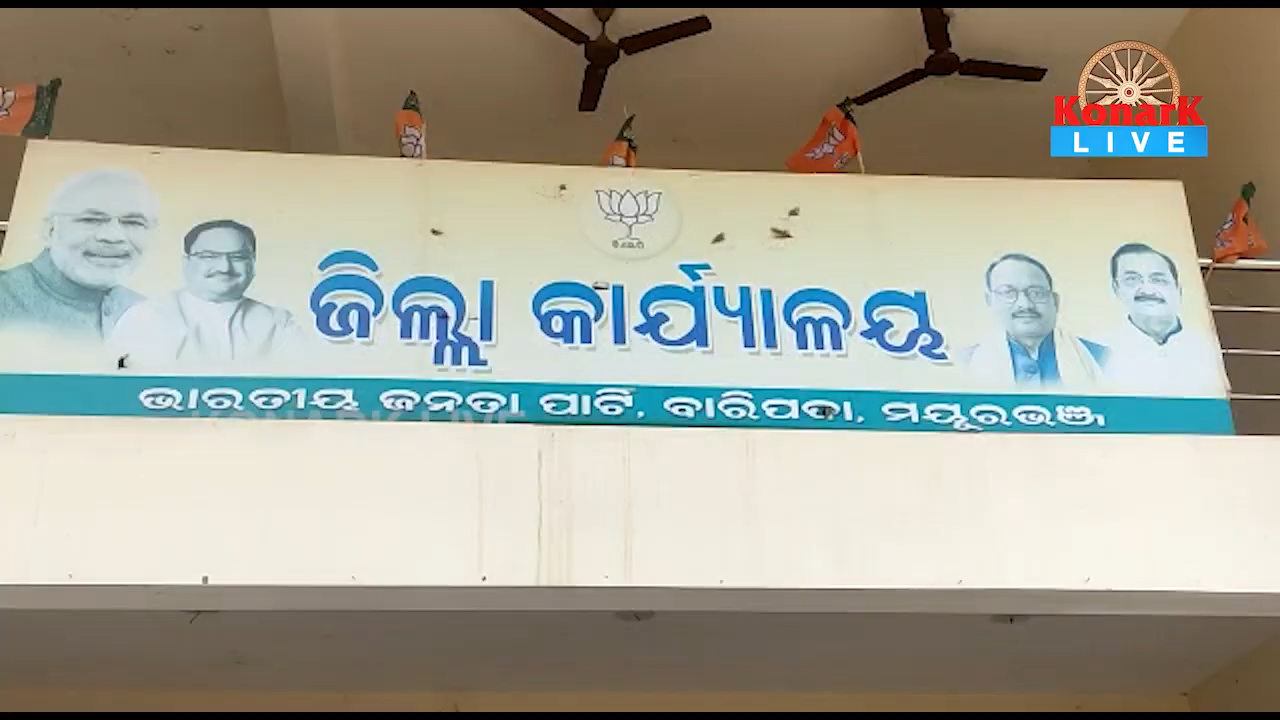 KonarK
LIVE
ଜିଲ୍ଲା କାର୍ଯ୍ୟାଳୟ
ଭାରତୀୟ ଜନତା ପାର୍ଟି, ବାରିପଦା, ମୟୂରଭଞ୍ଜ